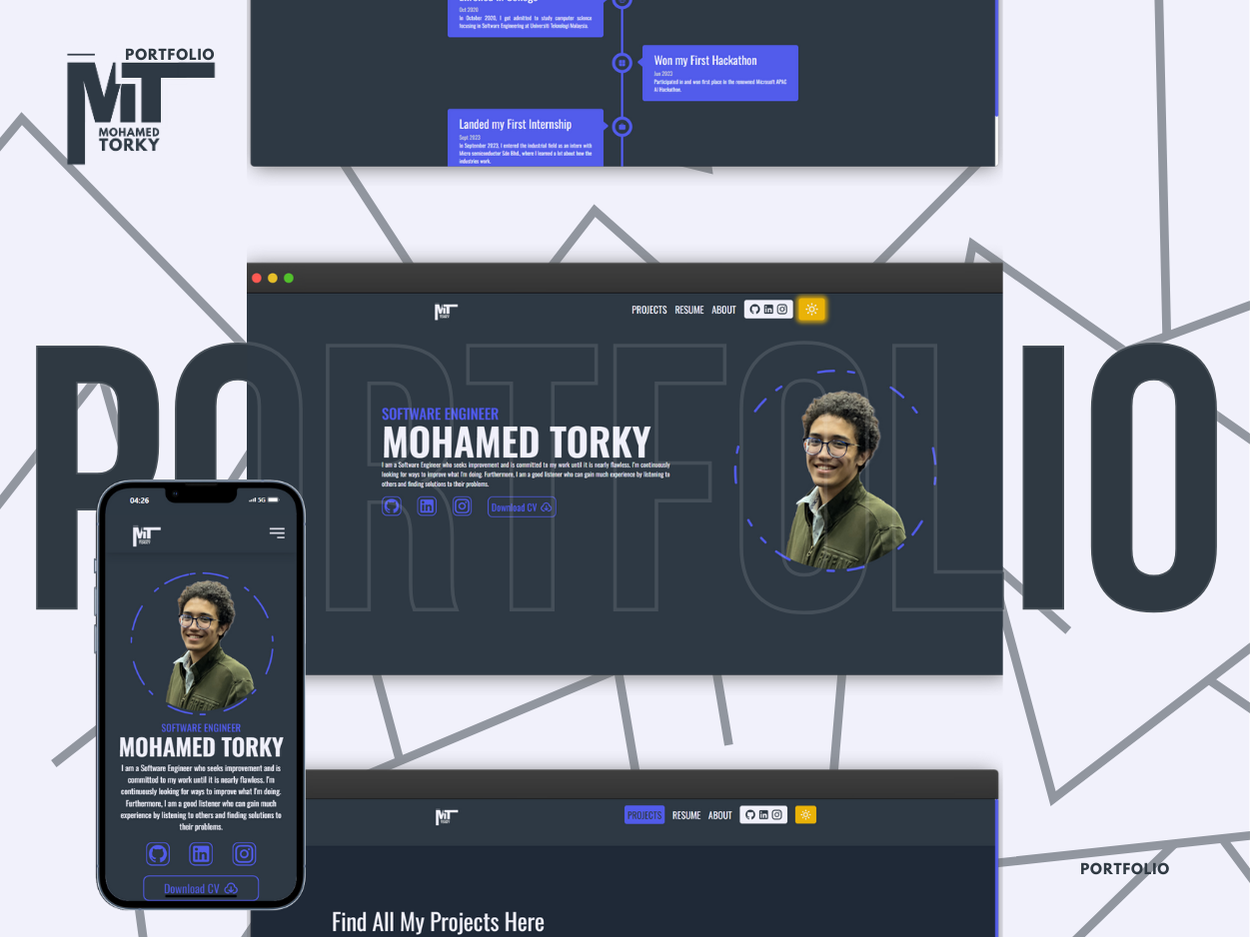 PORTFOLIO
MT
MOHAMED
TORKY
Oct 2020
In October 2020, I got admitted to study computer science
focusing in Software Engineering at Universiti Teknologi Malaysia.
Won my First Hackathon
Jan 2023
Participated in and won first place in the renowned Microsoft APAC
AI Hackathon.
Landed my First Internship
Sept 2023
In September 2023, I entered the industrial field as an intern with
Micro semiconductor Sdn Bhd., where I learned a lot about how the
industries work.
MT
TORKY
PROJECTS RESUME ABOUT
PORTFOLIO
SOFTWARE ENGINEER
MOHAMED TORKY
I am a Software Engineer who seeks improvement and is committed to my work until it is nearly flawless. I'm continuously
looking for ways to improve what I'm doing. Furthermore, I am a good listener who can gain much experience by listening to
others and finding solutions to their problems.
Download CV
04:26
5G
MT
TORKY
SOFTWARE ENGINEER
MOHAMED TORKY
I am a Software Engineer who seeks improvement and is
committed to my work until it is nearly flawless. I'm
continuously looking for ways to improve what I'm doing.
Furthermore, I am a good listener who can gain much
experience by listening to others and finding solutions to
their problems.
Download CV
MT
PROJECTS RESUME ABOUT
Find All My Projects Here
PORTFOLIO